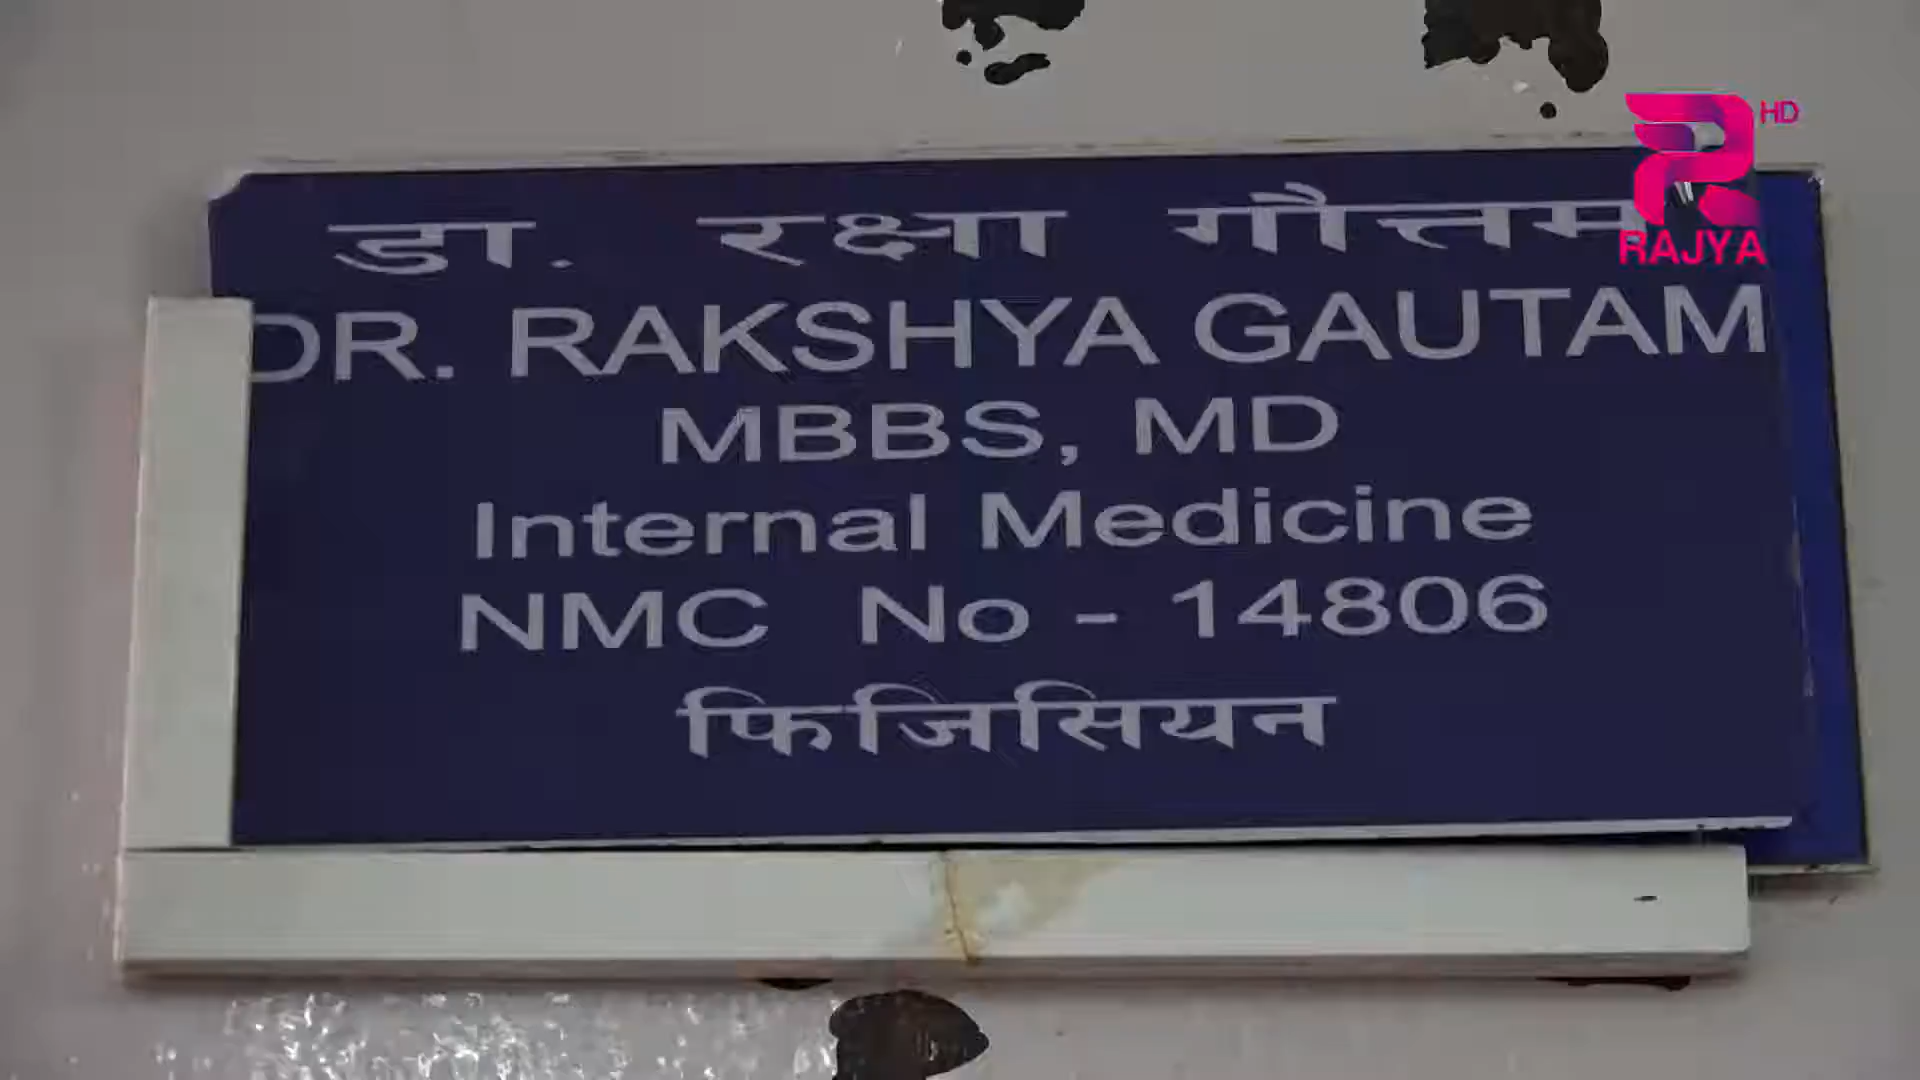 डा. रक्षा गौत्तम
DR. RAKSHYA GAUTAM
MBBS, MD
Internal Medicine
NMC No - 14806
फिजिसियन
HD
RAJYA